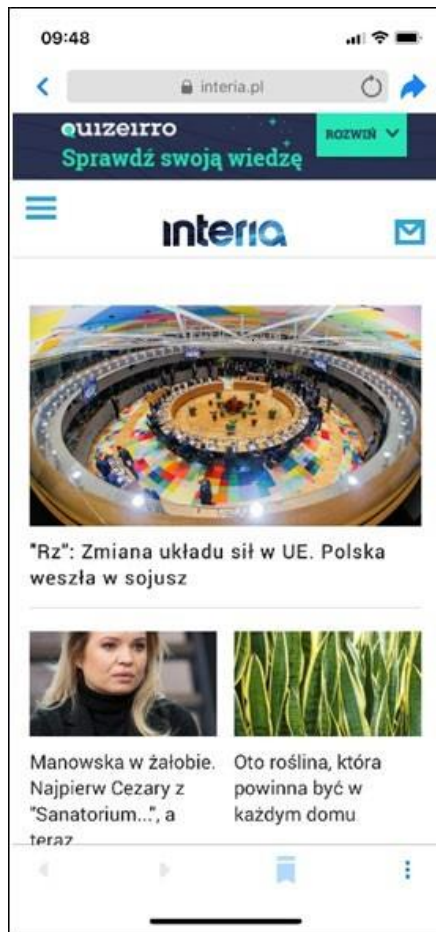 09:48
interia.pl
Quizeirro
ROZWIŃ
Sprawdź swoją wiedzę
interia
"Rz": Zmiana układu sił w UE. Polska
weszła w sojusz
Manowska w żałobie.
Najpierw Cezary z
"Sanatorium...", a
teraz
Oto roślina, która
powinna być w
każdym domu